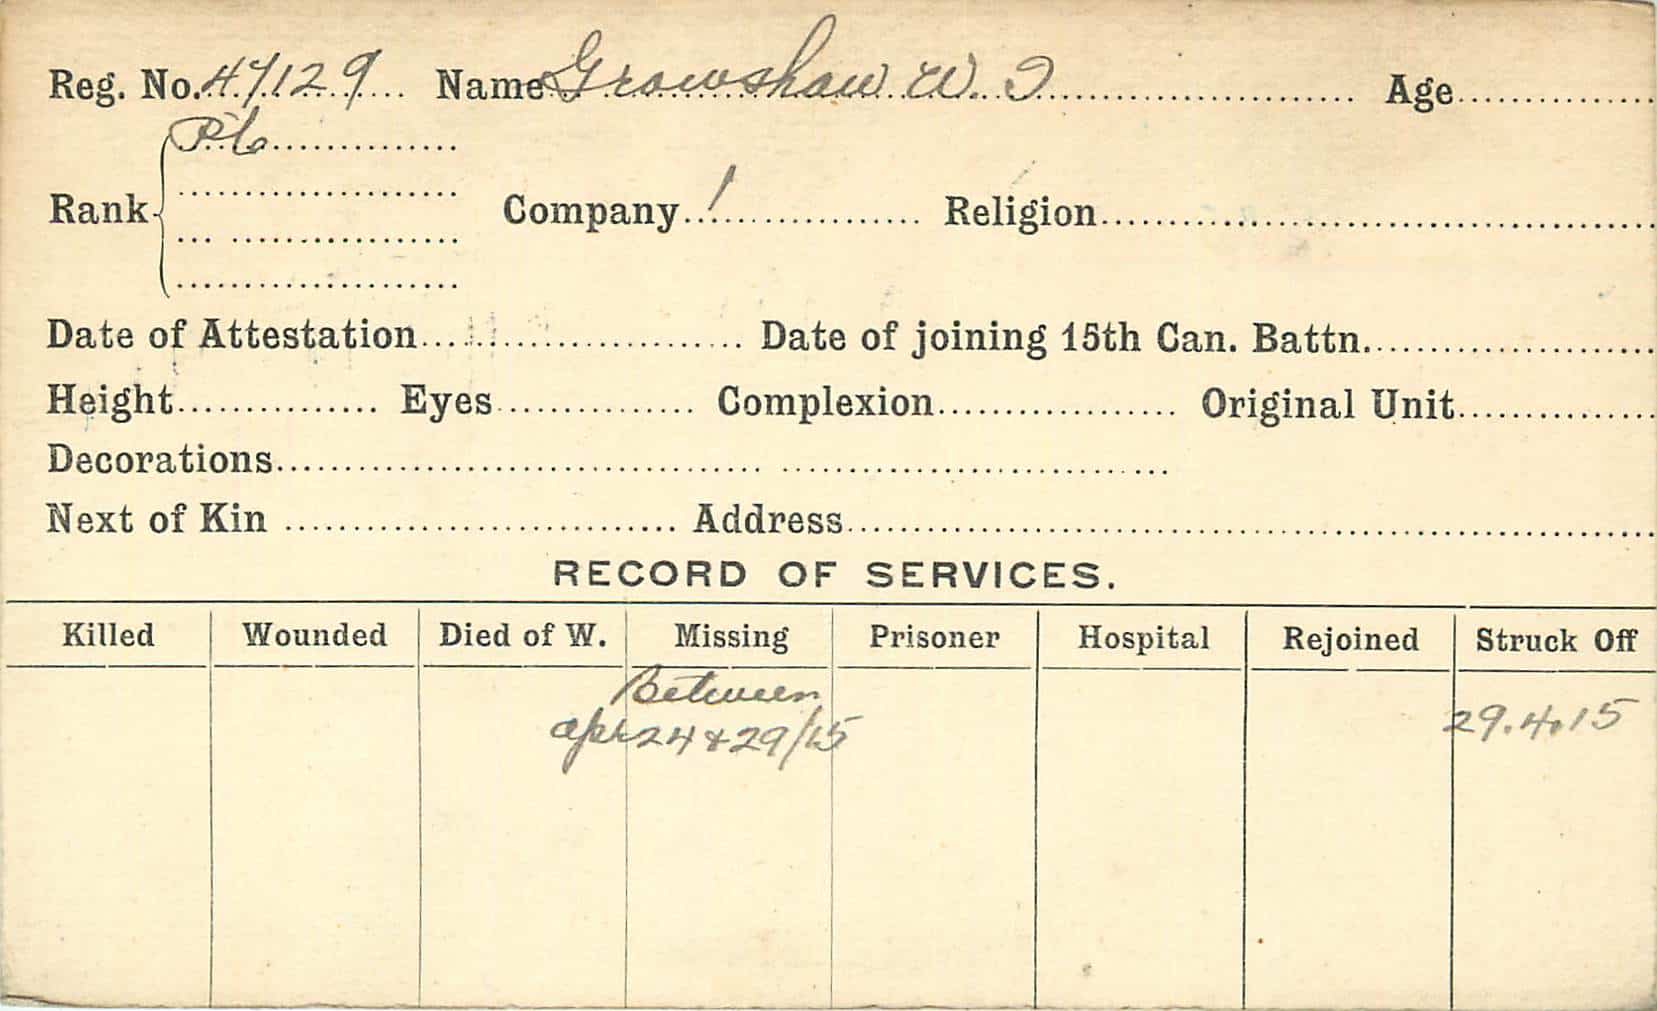 Reg. No. 47129 Name Growshaw W. I Age
Pte
Rank Company 1 Religion
Date of Attestation Date of joining 15th Can. Battn.
Height Eyes Complexion Original Unit
Decorations
Next of Kin Address
RECORD OF SERVICES.
Killed Wounded Died of W. Missing Prisoner Hospital Rejoined Struck Off
Between
Apr 24 & 29/15 29.4.15